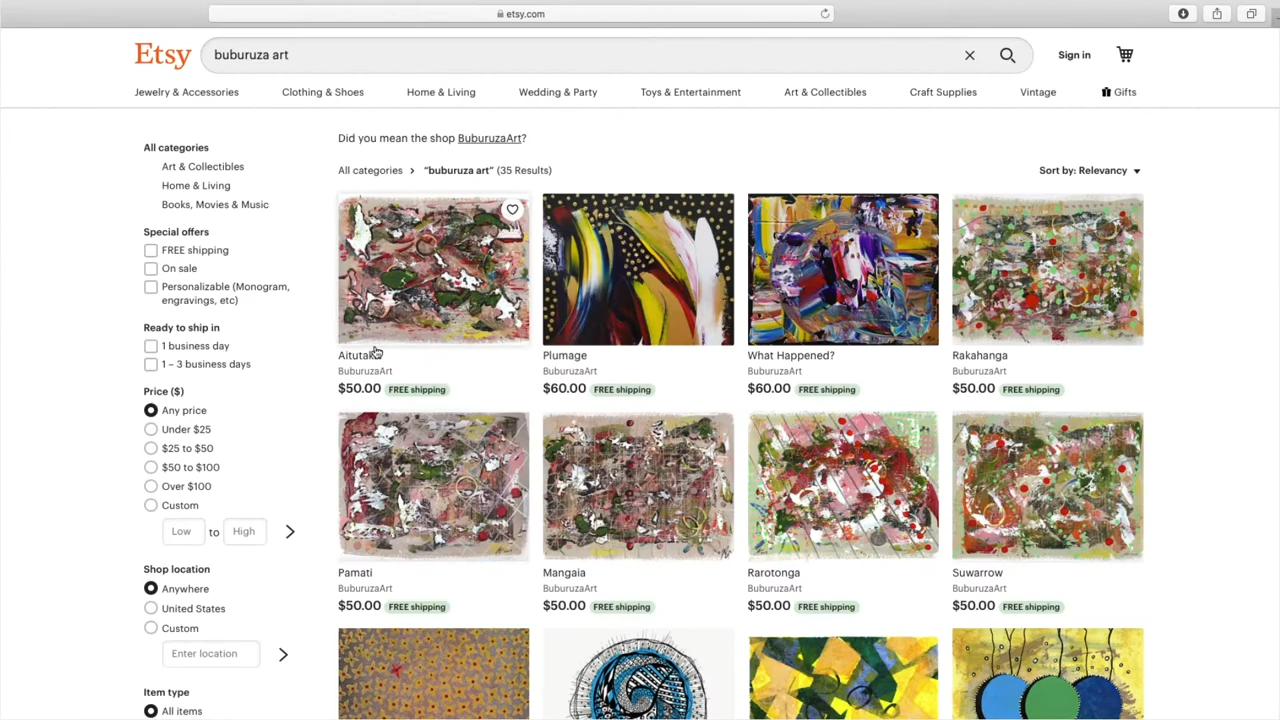 etsy.com
Etsy
buburuza art
Sign in
Jewelry & Accessories
Clothing & Shoes
Home & Living
Wedding & Party
Toys & Entertainment
Art & Collectibles
Craft Supplies
Vintage
Gifts
Did you mean the shop BuburuzaArt?
All categories
“buburuza art” (35 Results)
Sort by: Relevancy
All categories
Art & Collectibles
Home & Living
Books, Movies & Music
Special offers
FREE shipping
On sale
Personalizable (Monogram,
engravings, etc)
Ready to ship in
1 business day
1 – 3 business days
Price ($)
Any price
Under $25
$25 to $50
$50 to $100
Over $100
Custom
Low to High
Shop location
Anywhere
United States
Custom
Enter location
Item type
All items
BuburuzaArt
$50.00 FREE shipping
Plumage
BuburuzaArt
$60.00 FREE shipping
What Happened?
BuburuzaArt
$60.00 FREE shipping
Rakahanga
BuburuzaArt
$50.00 FREE shipping
Pamati
BuburuzaArt
$50.00 FREE shipping
Mangaia
BuburuzaArt
$50.00 FREE shipping
Rarotonga
BuburuzaArt
$50.00 FREE shipping
Suwarrow
BuburuzaArt
$50.00 FREE shipping